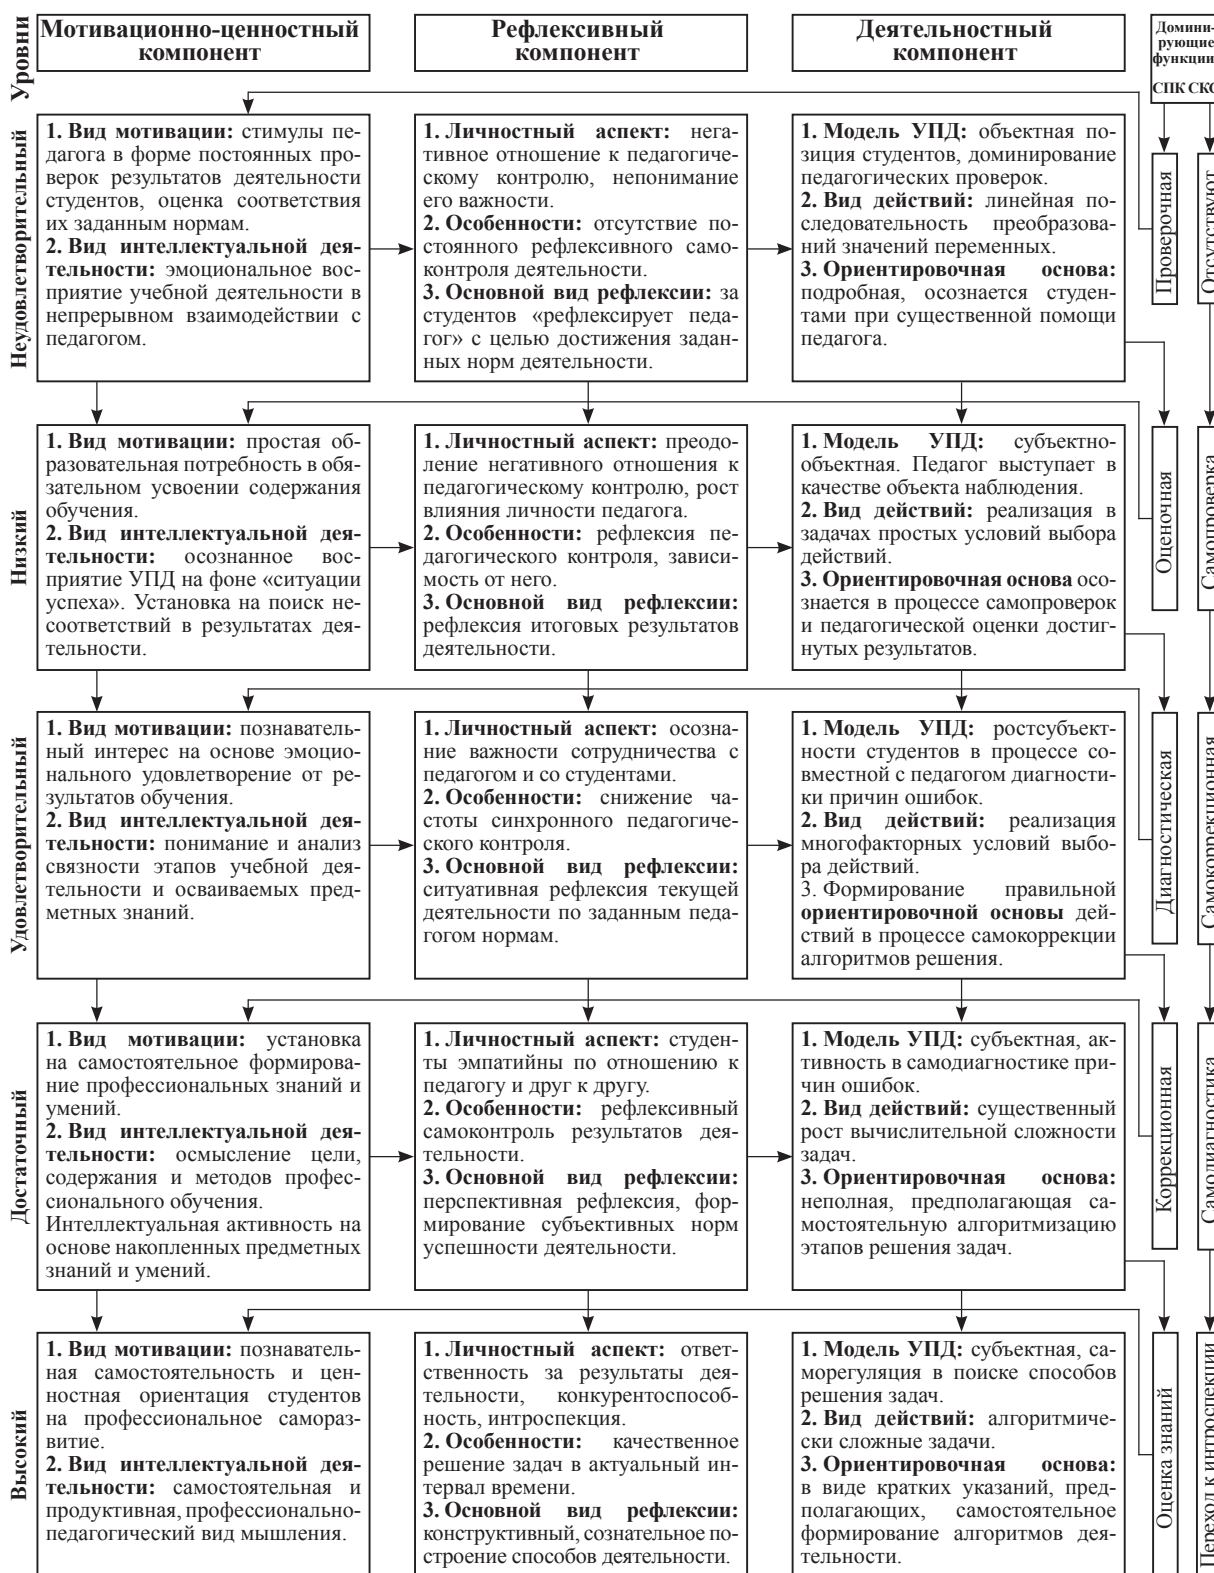 Уровни
Мотивационно-ценностный
компонент
Рефлексивный
компонент
Деятельностный
компонент
Домини-
рующие
функции
СПК СКО
Неудовлетворительный
1. Вид мотивации: стимулы пе-
дагога в форме постоянных про-
верок результатов деятельности
студентов, оценка соответствия
их заданным нормам.
2. Вид интеллектуальной дея-
тельности: эмоциональное вос-
приятие учебной деятельности в
непрерывном взаимодействии с
педагогом.
1. Личностный аспект: нега-
тивное отношение к педагогиче-
скому контролю, непонимание
его важности.
2. Особенности: отсутствие по-
стоянного рефлексивного само-
контроля деятельности.
3. Основной вид рефлексии: за
студентов «рефлексирует педа-
гог» с целью достижения задан-
ных норм деятельности.
1. Модель УПД: объектная по-
зиция студентов, доминирование
педагогических проверок.
2. Вид действий: линейная по-
следовательность преобразова-
ний значений переменных.
3. Ориентировочная основа:
подробная, осознается студен-
тами при существенной помощи
педагога.
Проверочная
Отсутствуют
Низкий
1. Вид мотивации: простая об-
разовательная потребность в обя-
зательном усвоении содержания
обучения.
2. Вид интеллектуальной дея-
тельности: осознанное вос-
приятие УПД на фоне «ситуации
успеха». Установка на поиск не-
соответствий в результатах дея-
тельности.
1. Личностный аспект: преодо-
ление негативного отношения к
педагогическому контролю, рост
влияния личности педагога.
2. Особенности: рефлексия пе-
дагогического контроля, зависи-
мость от него.
3. Основной вид рефлексии:
рефлексия итоговых результатов
деятельности.
1. Модель УПД: субъектно-
объектная. Педагог выступает в
качестве объекта наблюдения.
2. Вид действий: реализация в
задачах простых условий выбора
действий.
3. Ориентировочная основа осо-
знается в процессе самопроверок
и педагогической оценки достиг-
нутых результатов.
Оценочная
Самопроверка
Удовлетворительный
1. Вид мотивации: познаватель-
ный интерес на основе эмоцио-
нального удовлетворение от ре-
зультатов обучения.
2. Вид интеллектуальной дея-
тельности: понимание и анализ
связности этапов учебной дея-
тельности и осваиваемых пред-
метных знаний.
1. Личностный аспект: осозна-
ние важности сотрудничества с
педагогом и со студентами.
2. Особенности: снижение ча-
стоты синхронного педагогиче-
ского контроля.
3. Основной вид рефлексии:
ситуативная рефлексия текущей
деятельности по заданным педа-
гогом нормам.
1. Модель УПД: ростсубъект-
ности студентов в процессе со-
вместной с педагогом диагности-
ки причин ошибок.
2. Вид действий: реализация
многофакторных условий выбо-
ра действий.
3. Формирование правильной
ориентировочной основы дей-
ствий в процессе самокоррекции
алгоритмов решения.
Диагностическая
Самокоррекционная
Достаточный
1. Вид мотивации: установка
на самостоятельное формирова-
ние профессиональных знаний и
умений.
2. Вид интеллектуальной дея-
тельности: осмысление цели,
содержания и методов профес-
сионального обучения.
Интеллектуальная активность на
основе накопленных предметных
знаний и умений.
1. Личностный аспект: студен-
ты эмпатийны по отношению к
педагогу и друг к другу.
2. Особенности: рефлексивный
самоконтроль результатов дея-
тельности.
3. Основной вид рефлексии:
перспективная рефлексия, фор-
мирование субъективных норм
успешности деятельности.
1. Модель УПД: субъектная, ак-
тивность в самодиагностике при-
чин ошибок.
2. Вид действий: существенный
рост вычислительной сложности
задач.
3. Ориентировочная основа:
неполная, предполагающая са-
мостоятельную алгоритмизацию
этапов решения задач.
Коррекционная
Самодиагностика
Высокий
1. Вид мотивации: познаватель-
ная самостоятельность и цен-
ностная ориентация студентов
на профессиональное самораз-
витие.
2. Вид интеллектуальной дея-
тельности: самостоятельная и
продуктивная, профессионально-
педагогический вид мышления.
1. Личностный аспект: ответ-
ственность за результаты дея-
тельности, конкурентоспособ-
ность, интроспекция.
2. Особенности: качественное
решение задач в актуальный ин-
тервал времени.
3. Основной вид рефлексии:
конструктивный, сознательное по-
строение способов деятельности.
1. Модель УПД: субъектная, са-
морегуляция в поиске способов
решения задач.
2. Вид действий: алгоритмиче-
ски сложные задачи.
3. Ориентировочная основа:
в виде кратких указаний, пред-
полагающих, самостоятельное
формирование алгоритмов дея-
тельности.
Оценка знаний
Переход к интроспекции